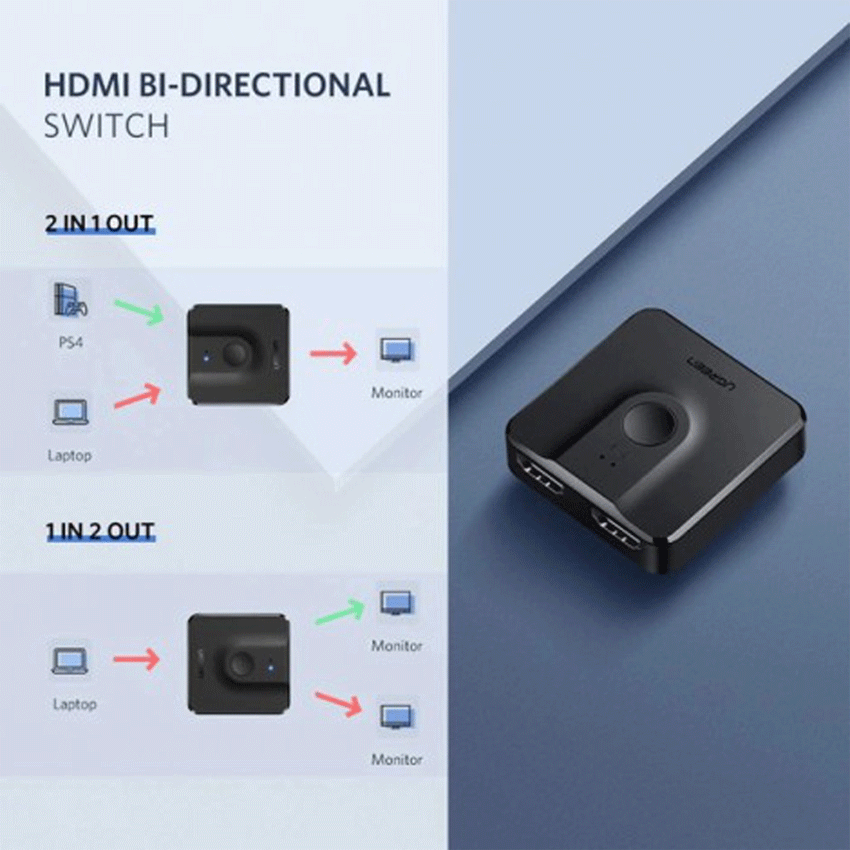 HDMI BI-DIRECTIONAL
SWITCH
2 IN 1 OUT
PS4
Laptop
Monitor
1 IN 2 OUT
Laptop
Monitor
Monitor
UGREEN